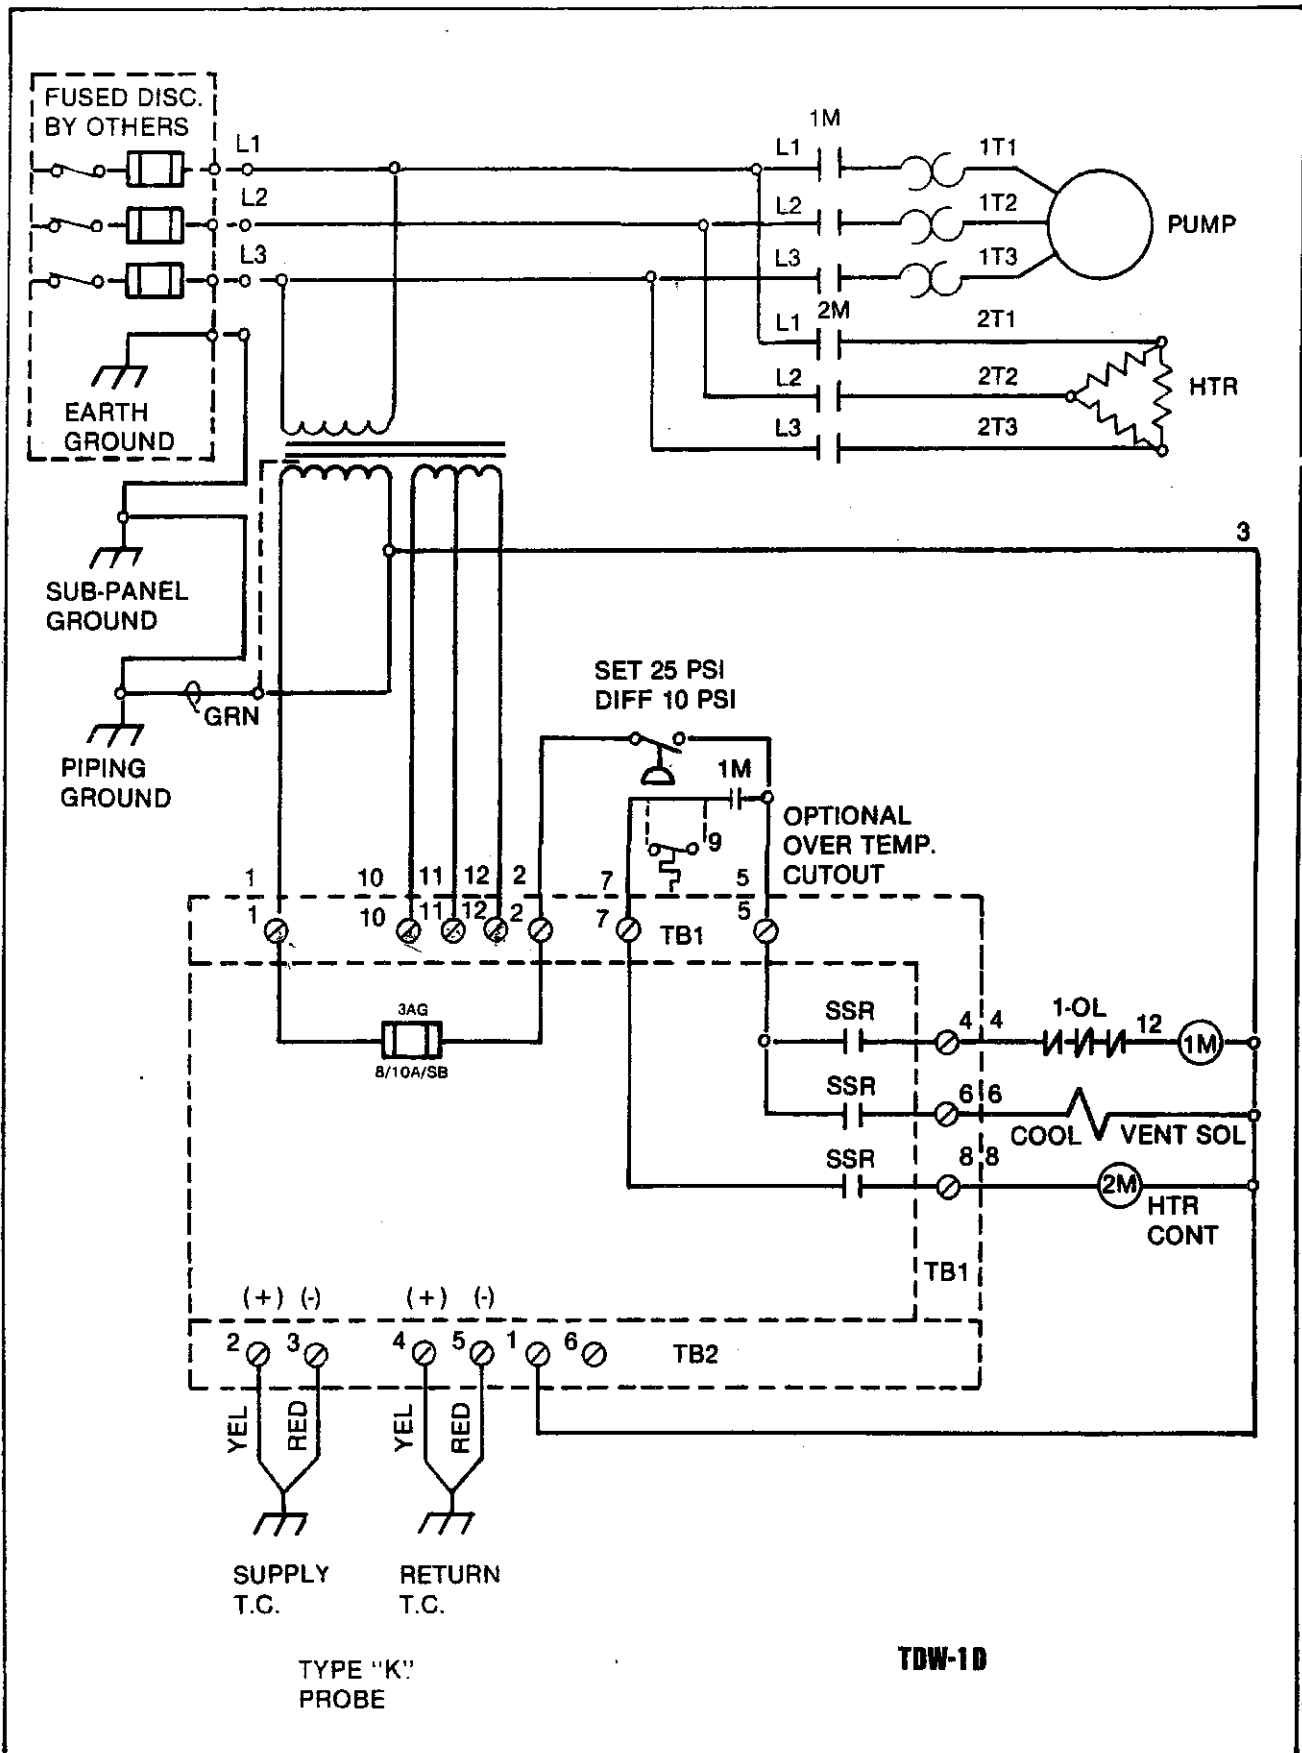 FUSED DISC.
BY OTHERS
L1
L2
L3
1M
L1
1T1
L2
1T2
L3
1T3
PUMP
2M
L1
2T1
L2
2T2
L3
2T3
HTR
EARTH
GROUND
3
SUB-PANEL
GROUND
GRN
PIPING
GROUND
SET 25 PSI
DIFF 10 PSI
1M
9
OPTIONAL
OVER TEMP.
CUTOUT
1 10 11 12 2 7 5
1 10 11 12 2 7 TB1 5
3AG
8/10A/SB
SSR
4 4
1-OL
12
1M
SSR
6 6
COOL VENT SOL
SSR
8 8
2M
HTR
CONT
TB1
(+) (-) (+) (-)
2 3 4 5 1 6 TB2
YEL RED YEL RED
SUPPLY
T.C.
RETURN
T.C.
TYPE "K"
PROBE
TDW-1D